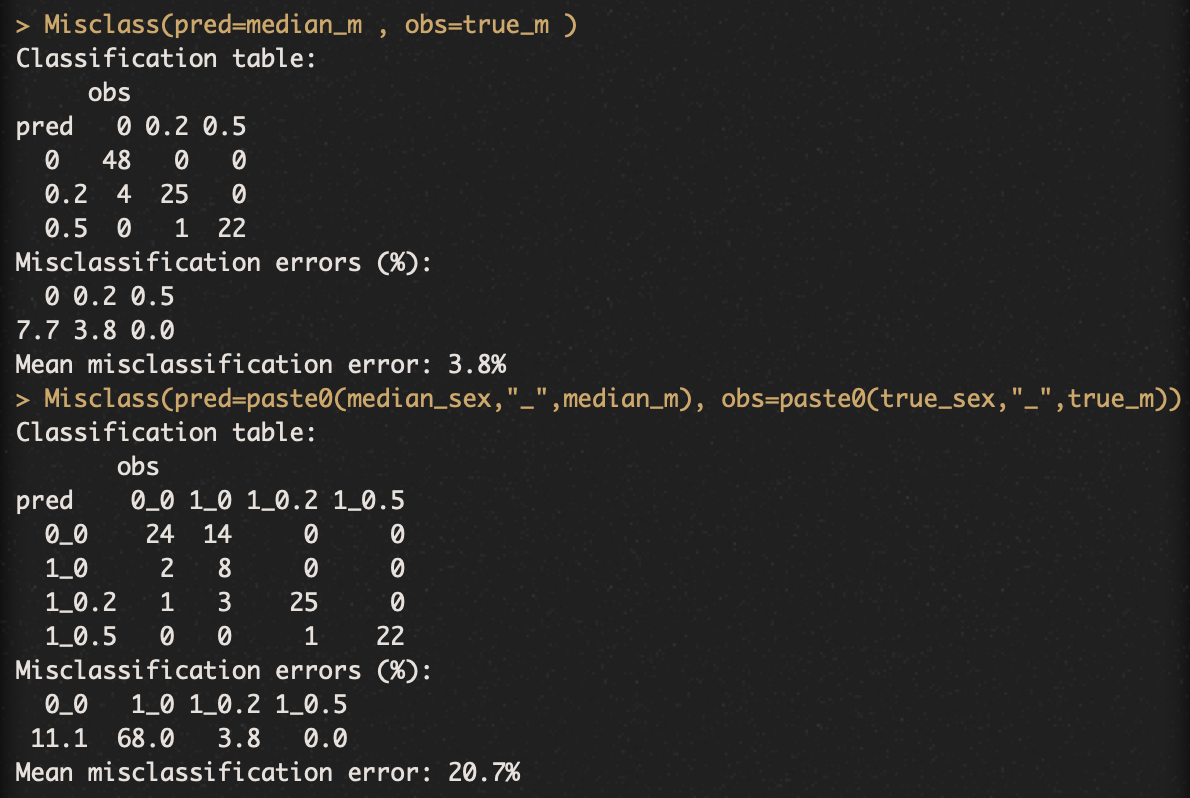 > Misclass(pred=median_m , obs=true_m )
Classification table:
     obs
pred   0 0.2 0.5
  0   48   0   0
  0.2  4  25   0
  0.5  0   1  22
Misclassification errors (%):
  0 0.2 0.5
7.7 3.8 0.0
Mean misclassification error: 3.8%
> Misclass(pred=paste0(median_sex,"_",median_m), obs=paste0(true_sex,"_",true_m))
Classification table:
       obs
pred    0_0 1_0 1_0.2 1_0.5
  0_0    24  14     0     0
  1_0     2   8     0     0
  1_0.2   1   3    25     0
  1_0.5   0   0     1    22
Misclassification errors (%):
  0_0   1_0 1_0.2 1_0.5
 11.1  68.0   3.8   0.0
Mean misclassification error: 20.7%